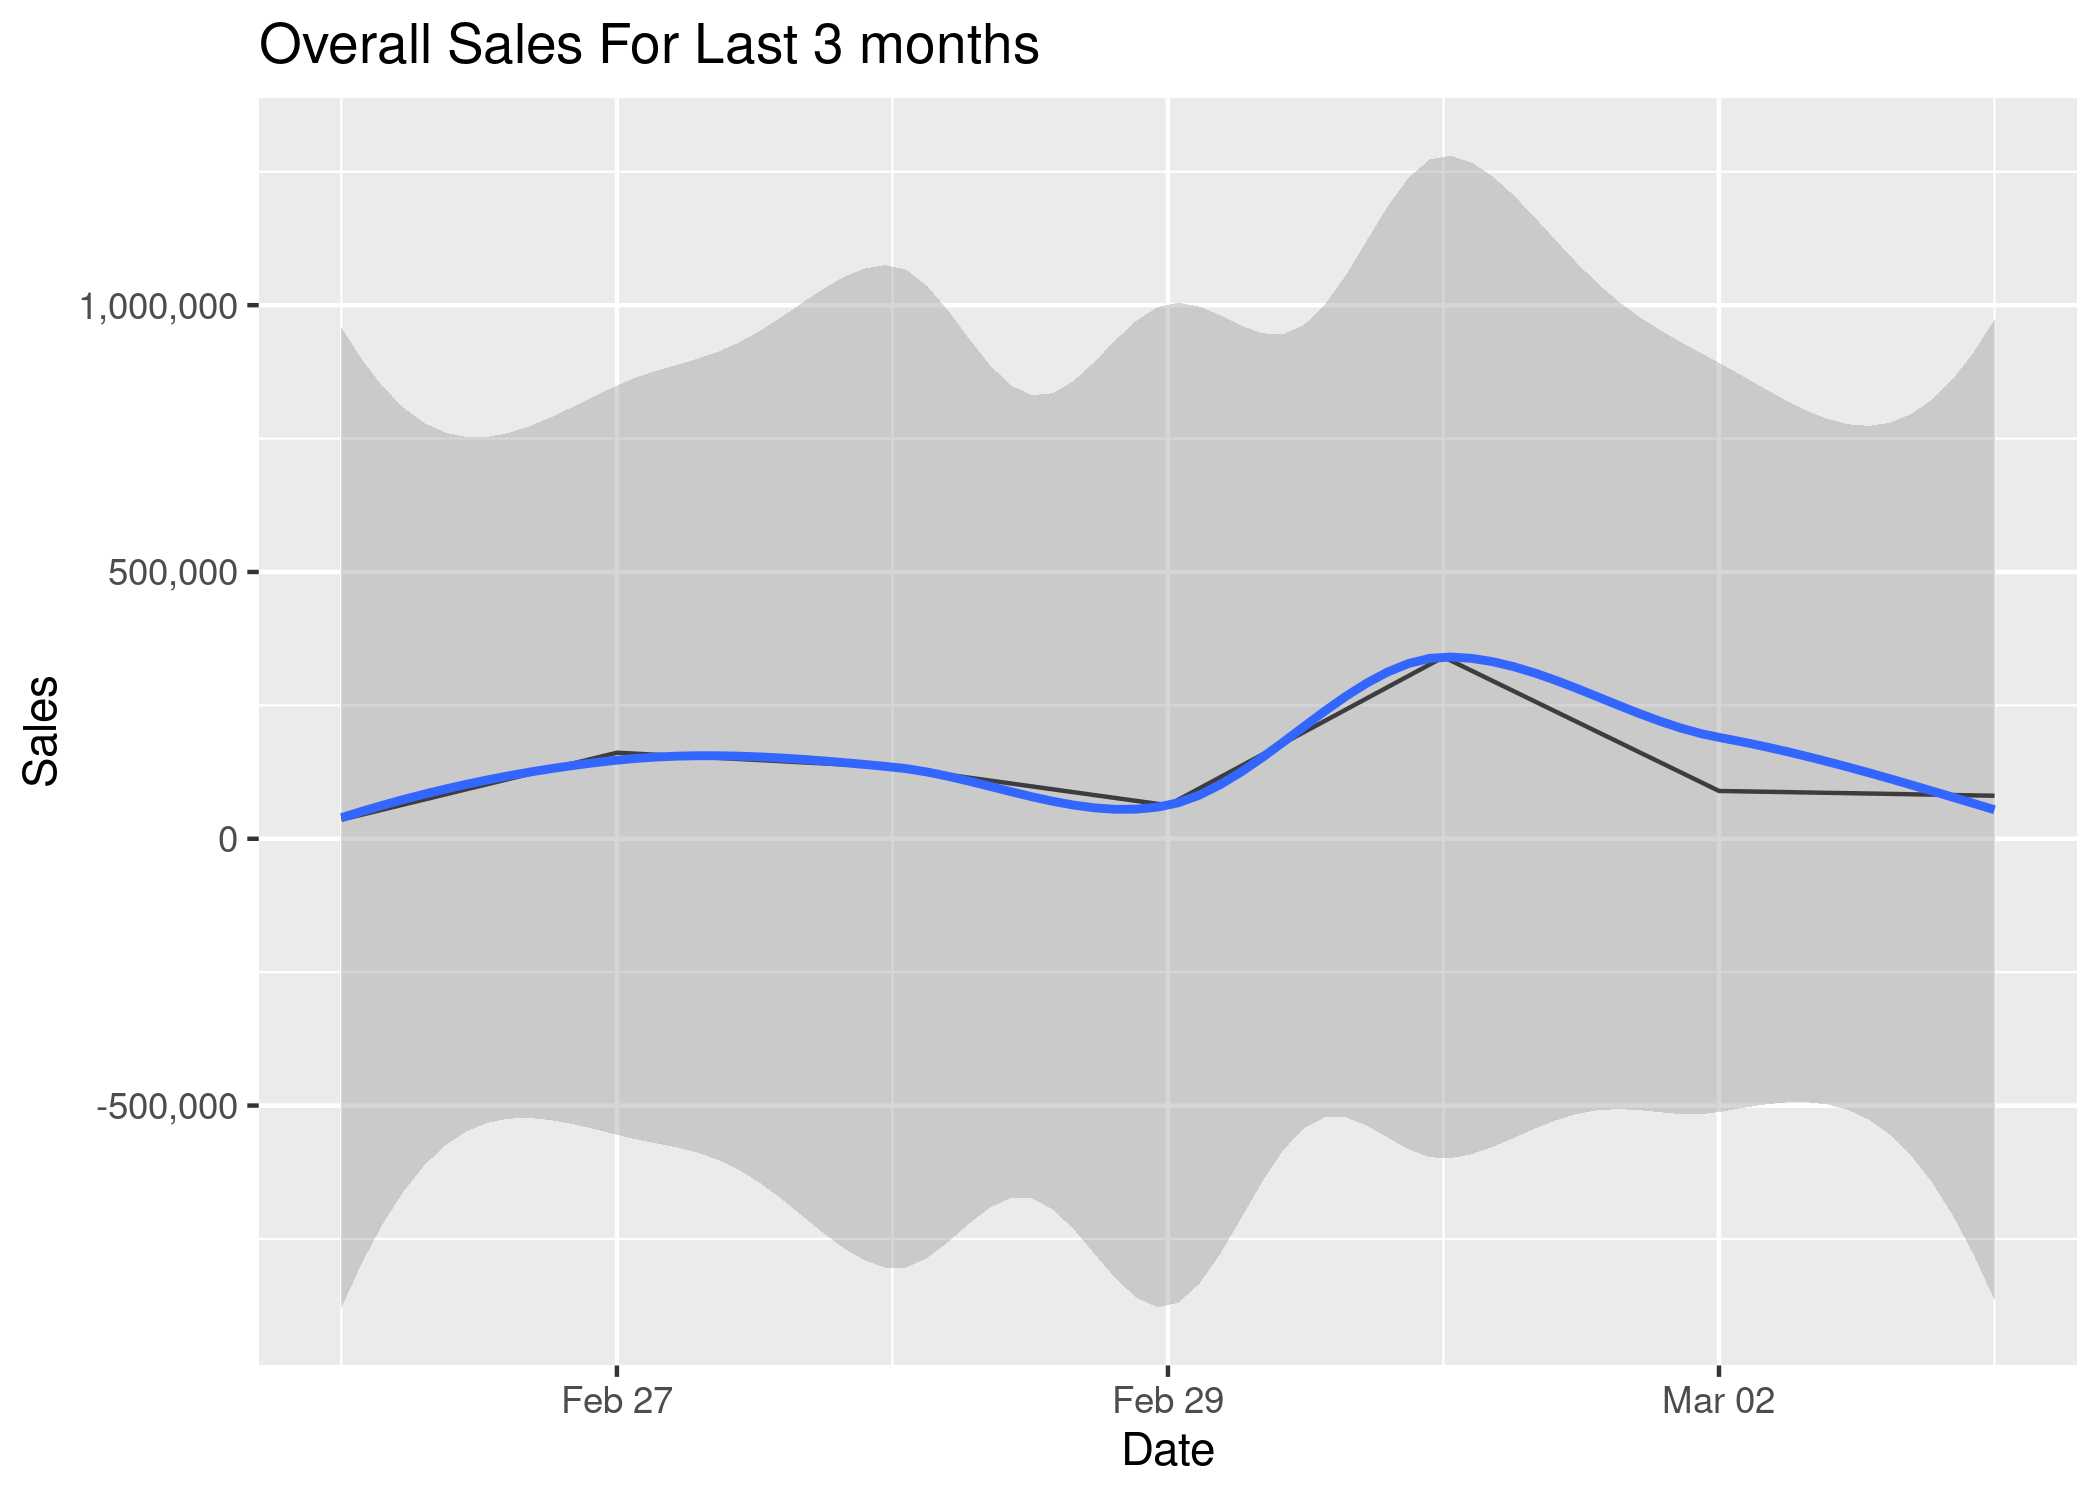 Overall Sales For Last 3 months
1,000,000
500,000
0
-500,000
Sales
Feb 27
Feb 29
Mar 02
Date